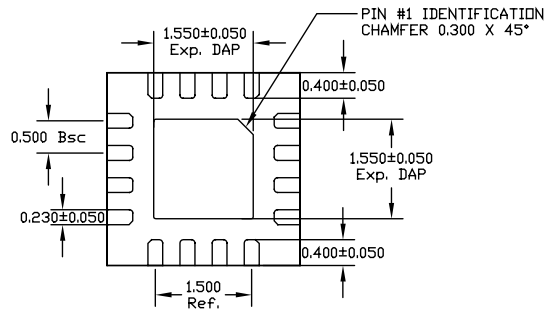 PIN #1 IDENTIFICATION
CHAMFER 0.300 X 45°
1.550±0.050
Exp. DAP
0.400±0.050
0.500 Bsc
1.550±0.050
Exp. DAP
0.230±0.050
0.400±0.050
1.500
Ref.